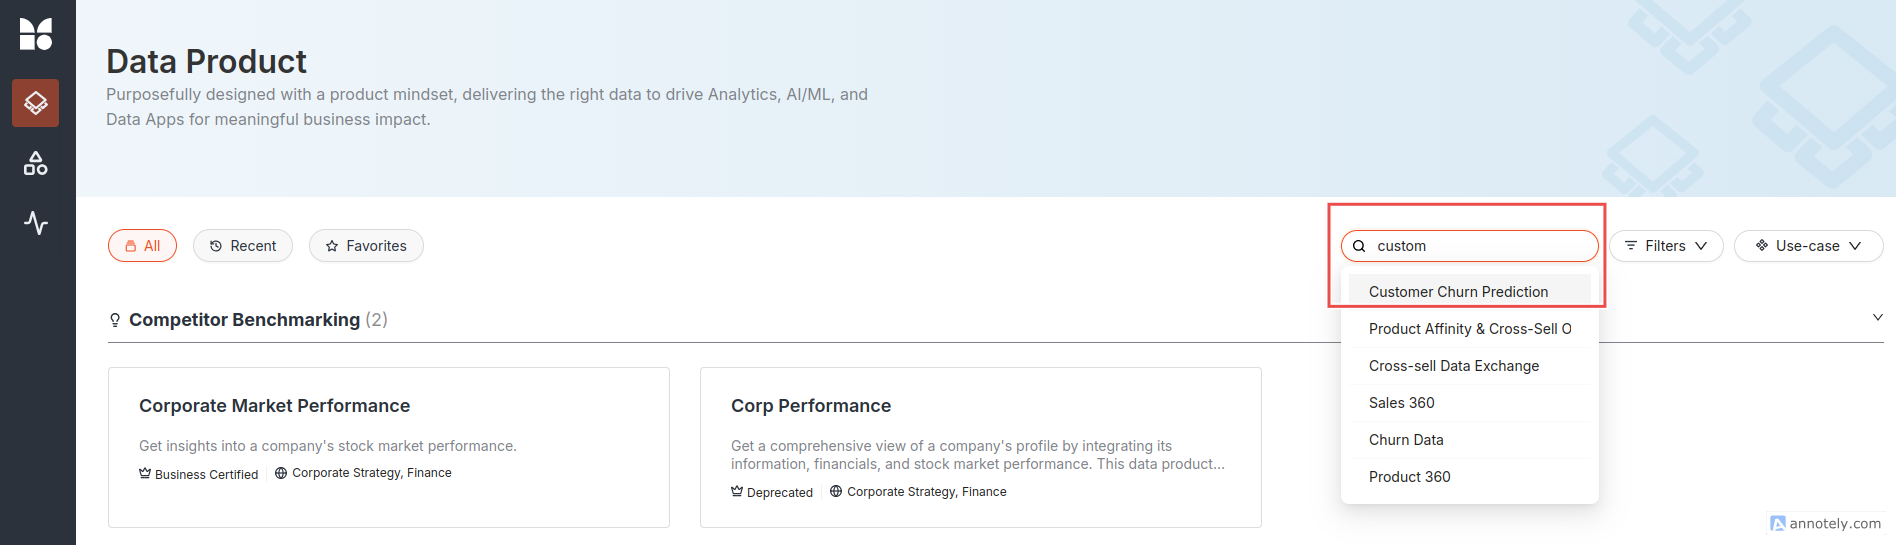 Data Product
Purposefully designed with a product mindset, delivering the right data to drive Analytics, AI/ML, and
Data Apps for meaningful business impact.
All
Recent
Favorites
custom
Filters
Use-case
Customer Churn Prediction
Product Affinity & Cross-Sell O
Cross-sell Data Exchange
Sales 360
Churn Data
Product 360
Competitor Benchmarking (2)
Corporate Market Performance
Get insights into a company's stock market performance.
Business Certified
Corporate Strategy, Finance
Corp Performance
Get a comprehensive view of a company's profile by integrating its
information, financials, and stock market performance. This data product...
Deprecated
Corporate Strategy, Finance
annotely.com